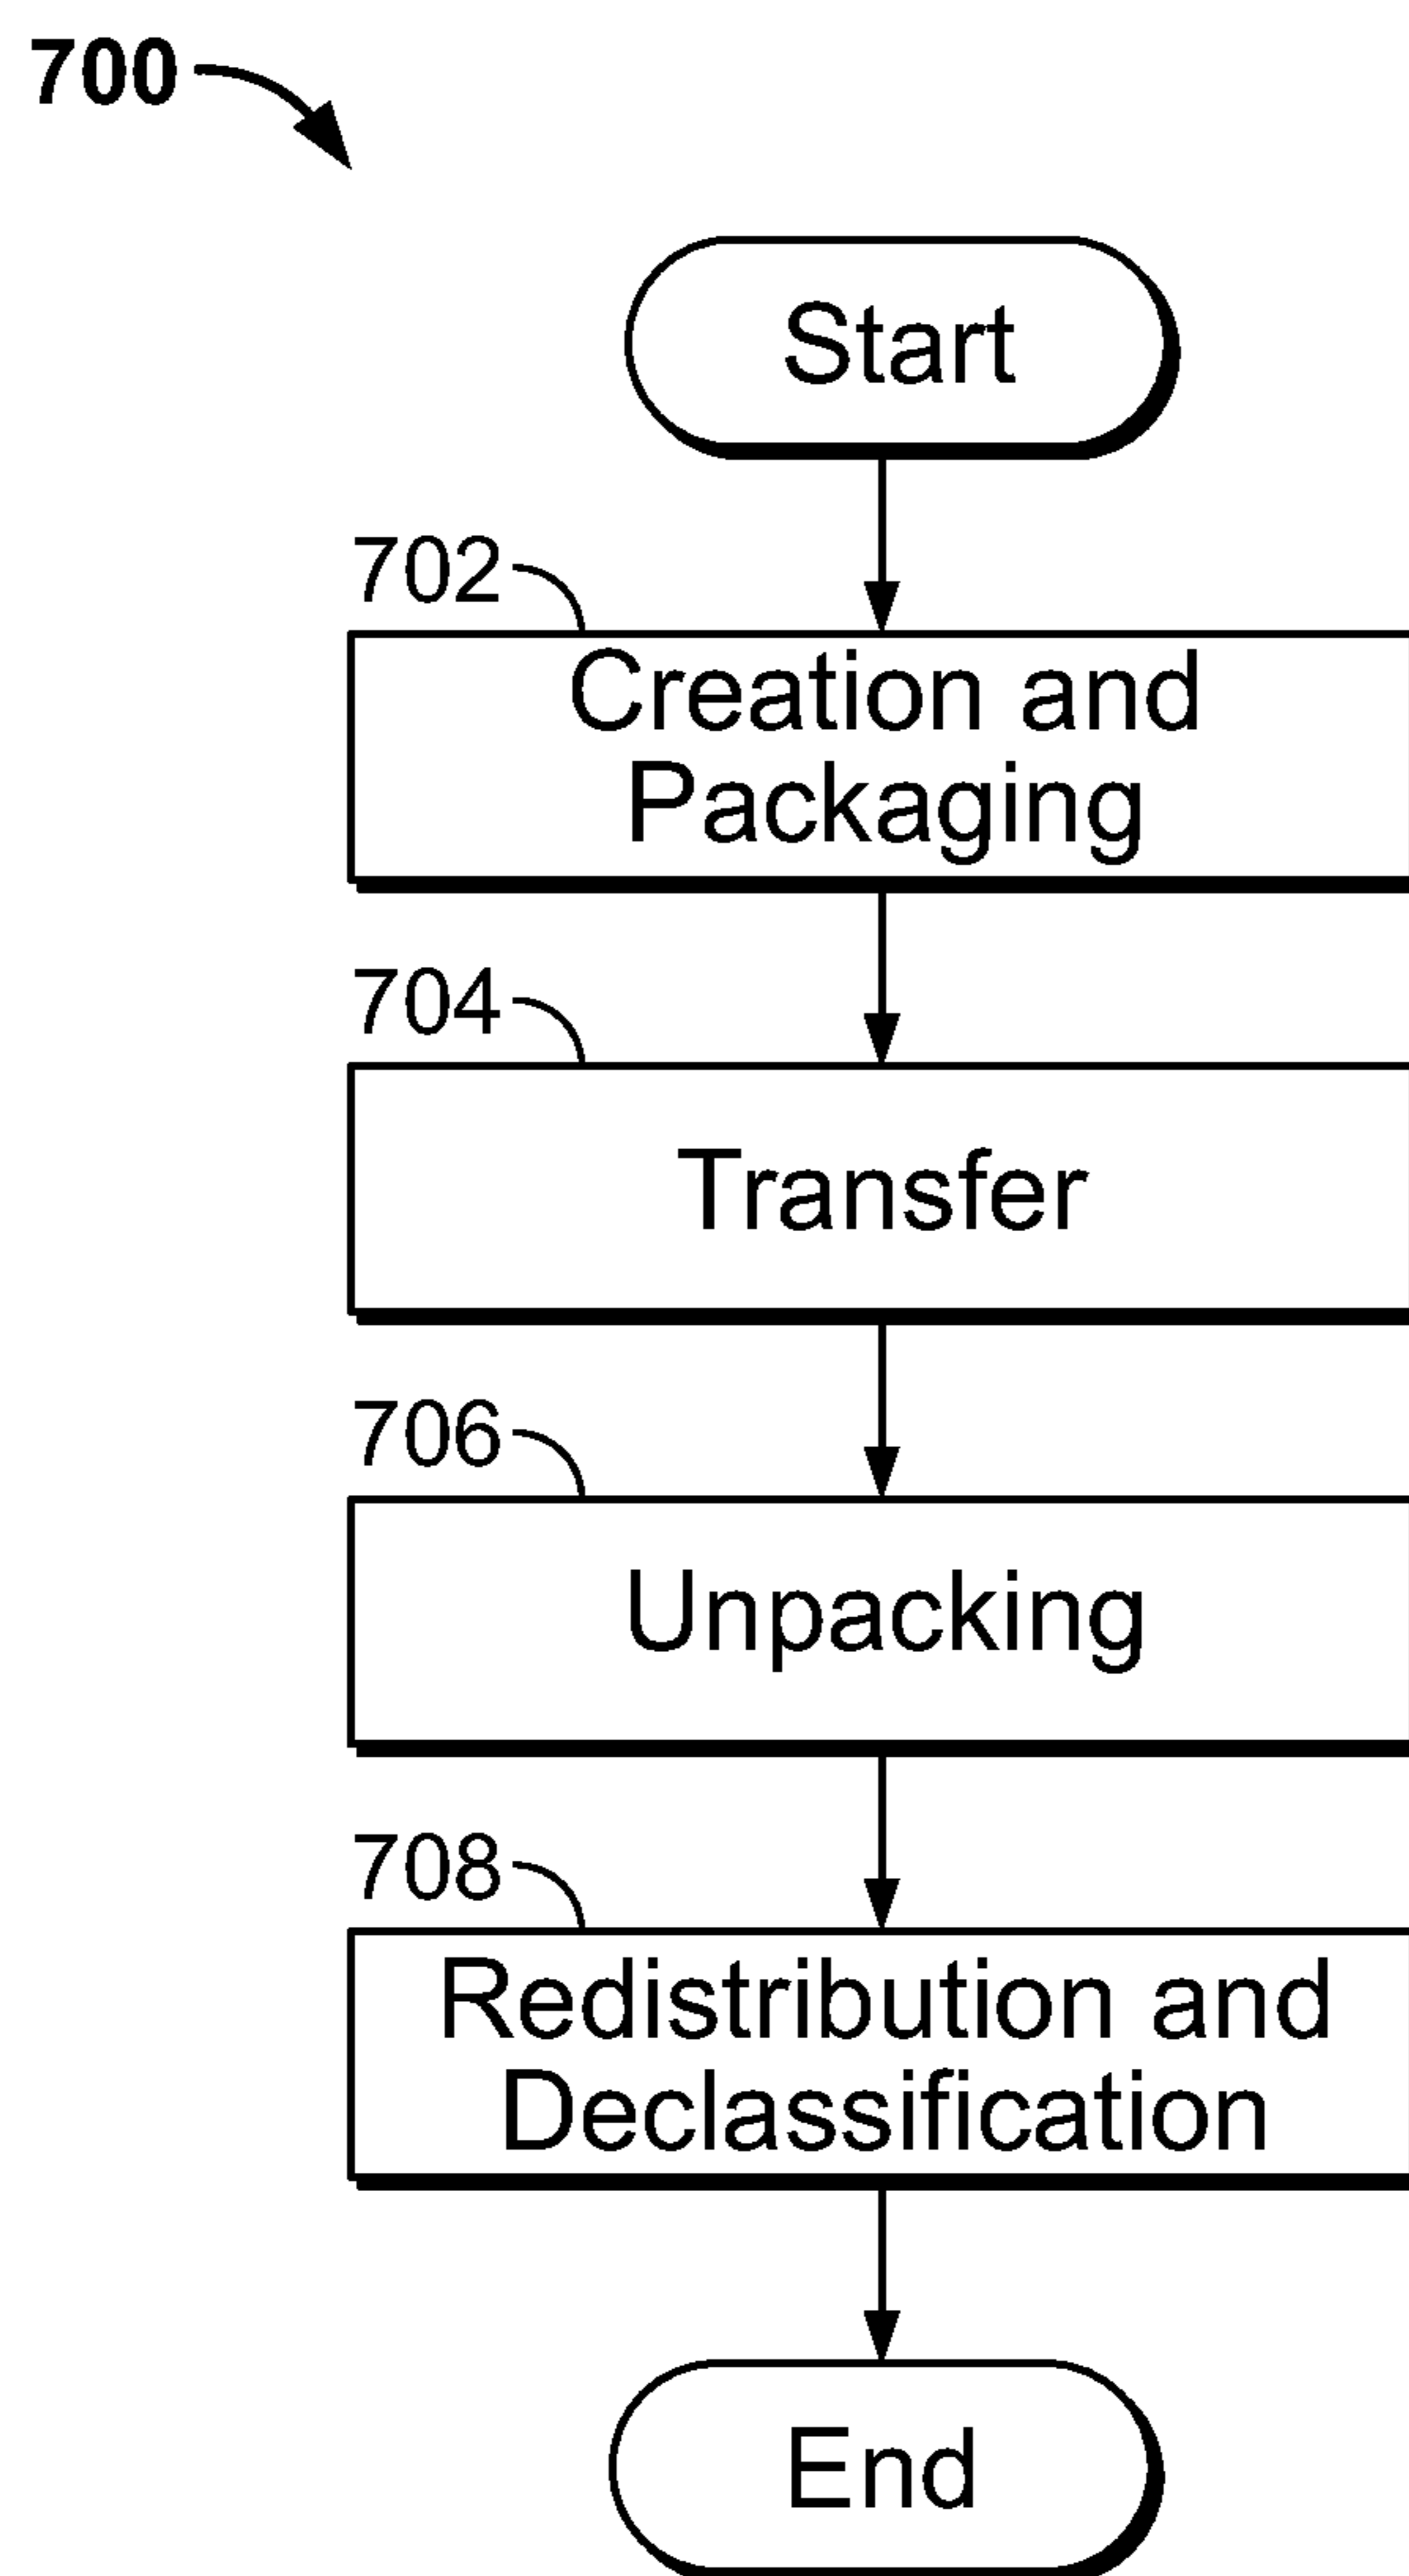 700
Start
702
Creation and
Packaging
704
Transfer
706
Unpacking
708
Redistribution and
Declassification
End